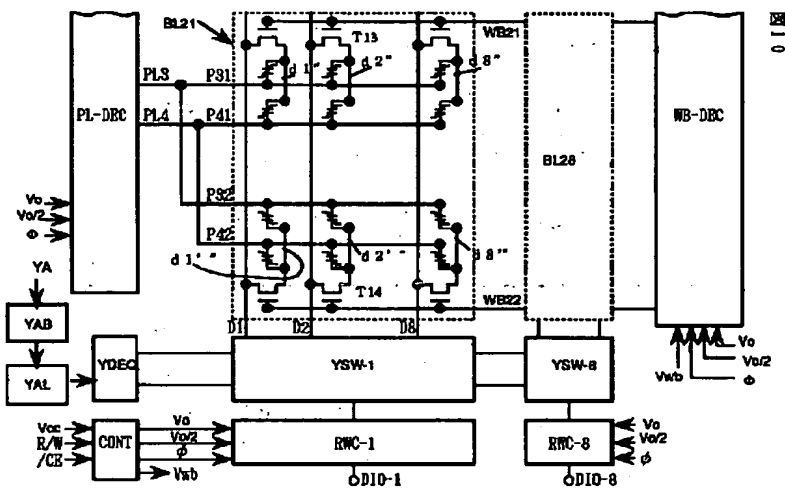 図10
BL21
T13
WB21
d1"
d2"
d8"
PL3
P31
PL-DEC
PL4
P41
WB-DEC
BL28
P32
Vo
Vo/2
Φ
P42
d1'"
d2'"
d8'"
T14
WB22
YA
D1
D2
D8
YAB
YAL
YDEC
YSW-1
YSW-8
Vwb
Vo
Vo/2
Φ
Vcc
R/W
/CE
CONT
Vo
Vo/2
ϕ
Vwb
RWC-1
RWC-8
Vo
Vo/2
ϕ
DIO-1
DIO-8